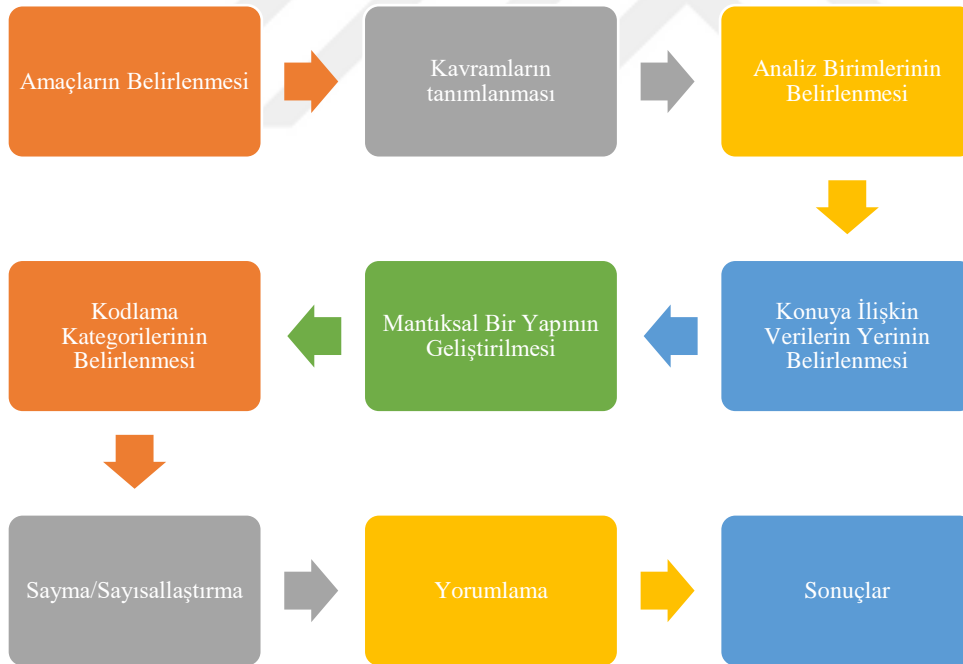 Amaçların Belirlenmesi
Kavramların
tanımlanması
Analiz Birimlerinin
Belirlenmesi
Konuya İlişkin
Verilerin Yerinin
Belirlenmesi
Mantıksal Bir Yapının
Geliştirilmesi
Kodlama
Kategorilerinin
Belirlenmesi
Sayma/Sayısallaştırma
Yorumlama
Sonuçlar